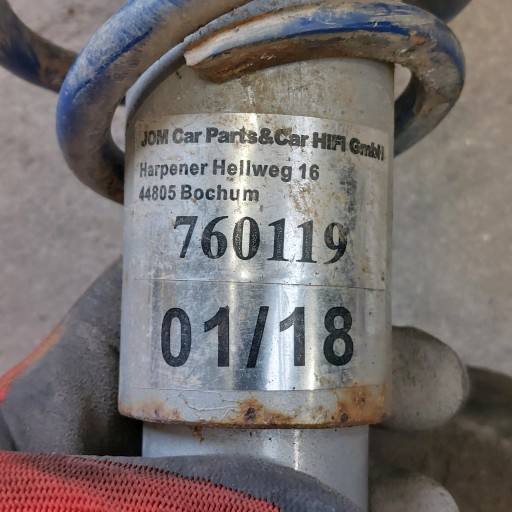 JOM Car Parts&Car HIFI GmbH
Harpener Hellweg 16
44805 Bochum
760119
01/18